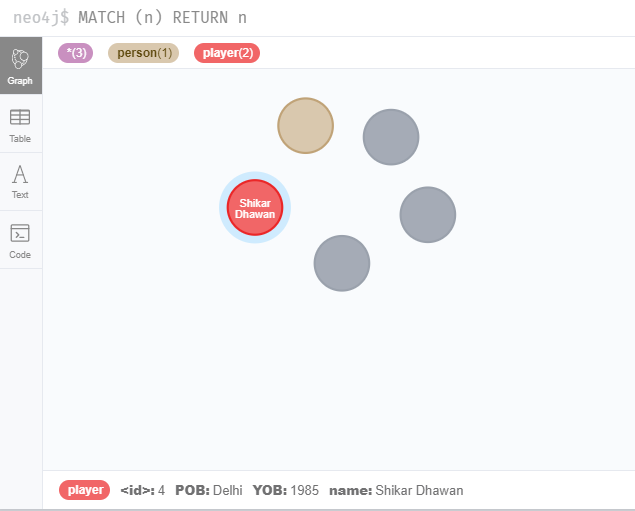 neo4j$ MATCH (n) RETURN n
*(3) person(1) player(2)
Graph
Table
Text
Code
Shikar
Dhawan
player <id>: 4 POB: Delhi YOB: 1985 name: Shikar Dhawan